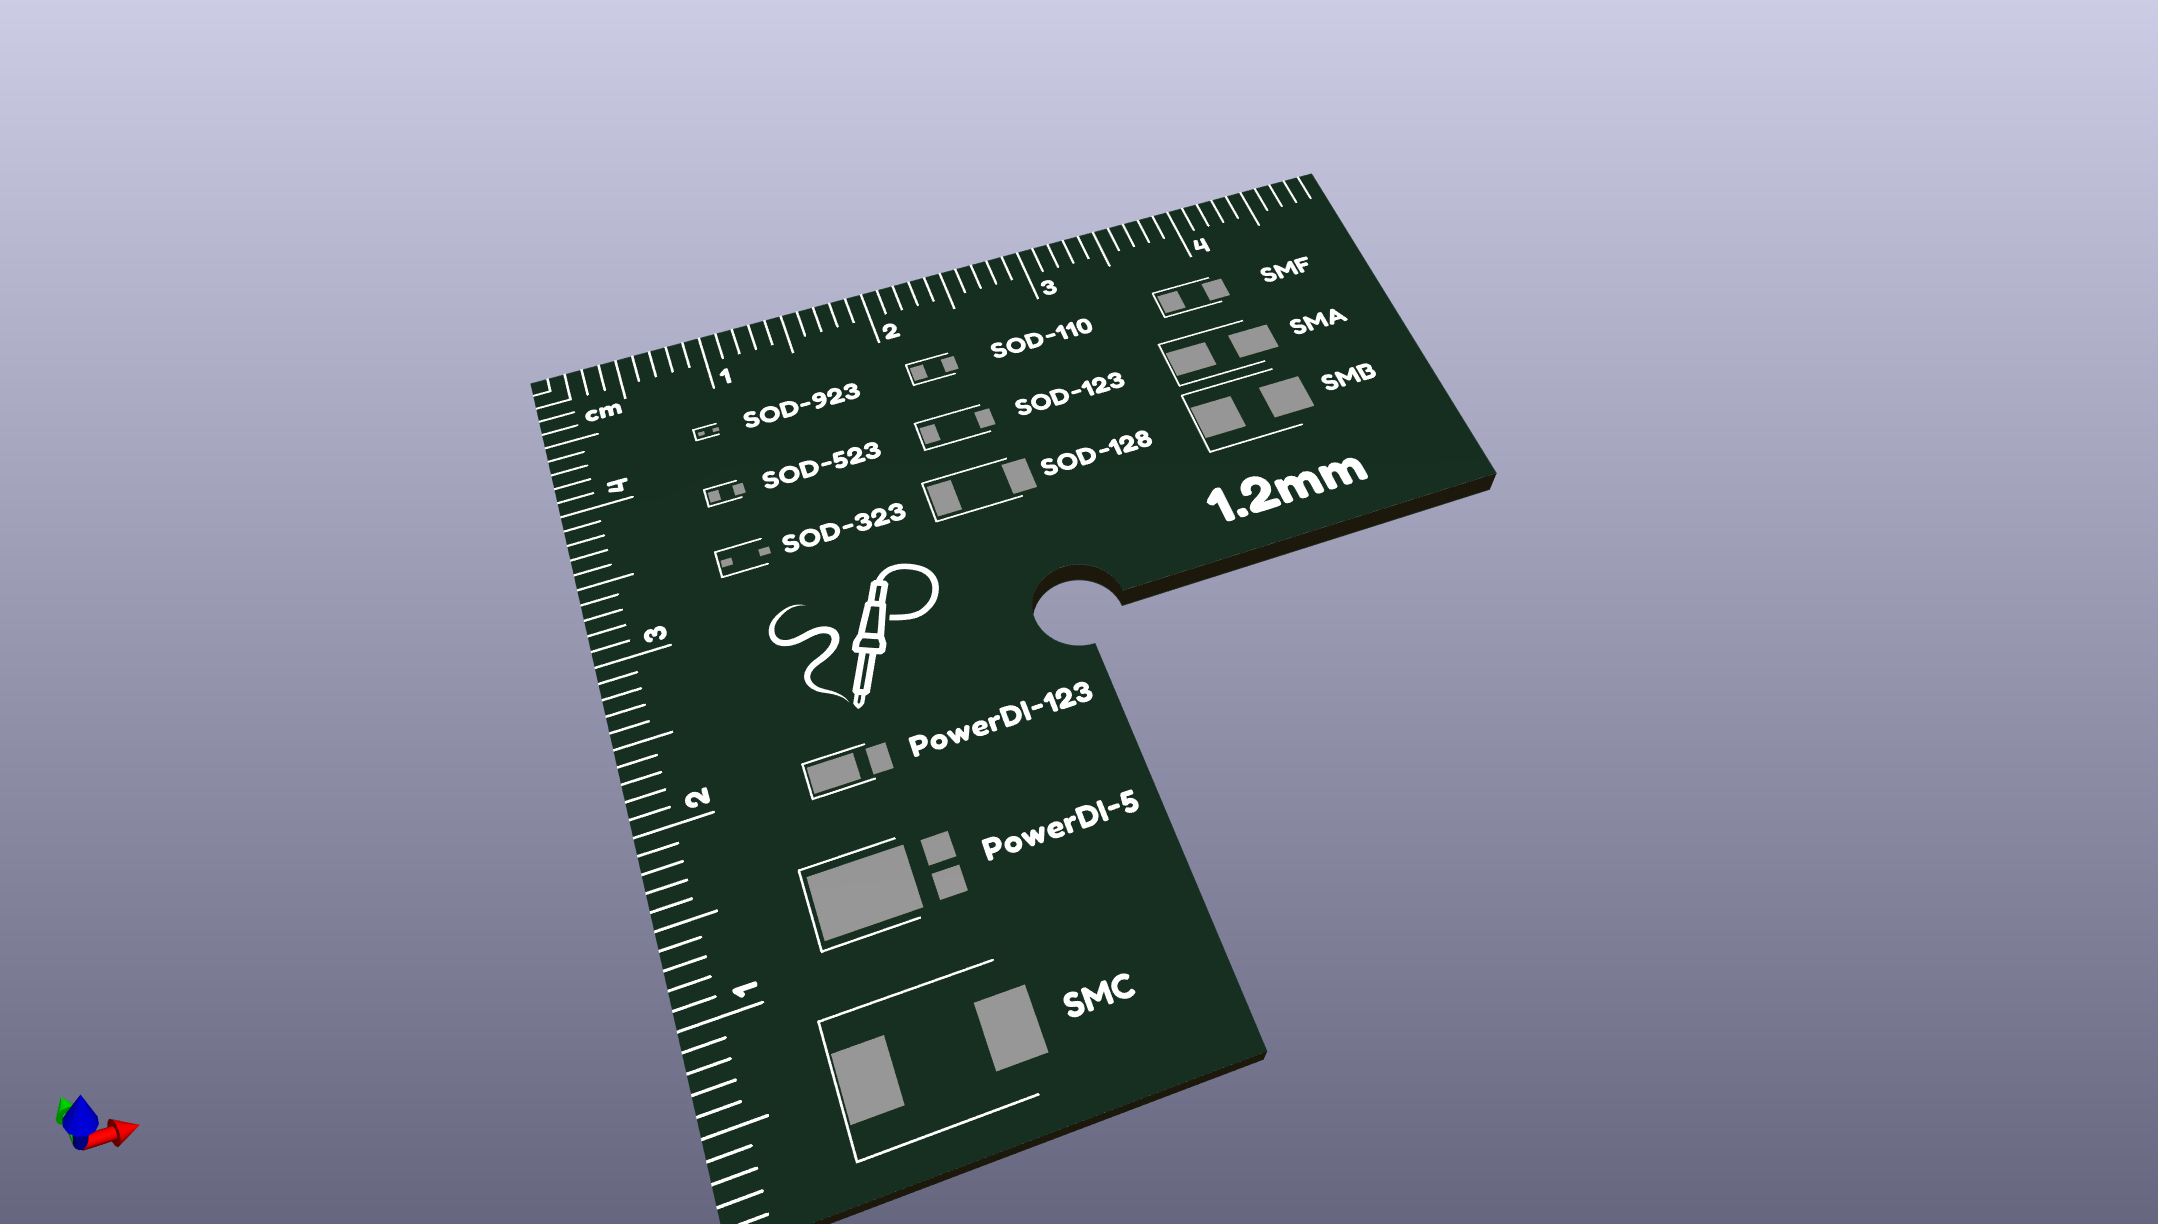 1
2
3
4
cm
SOD-923
SOD-523
SOD-323
SOD-110
SOD-123
SOD-128
SMF
SMA
SMB
1.2mm
4
3
2
1
PowerDI-123
PowerDI-5
SMC